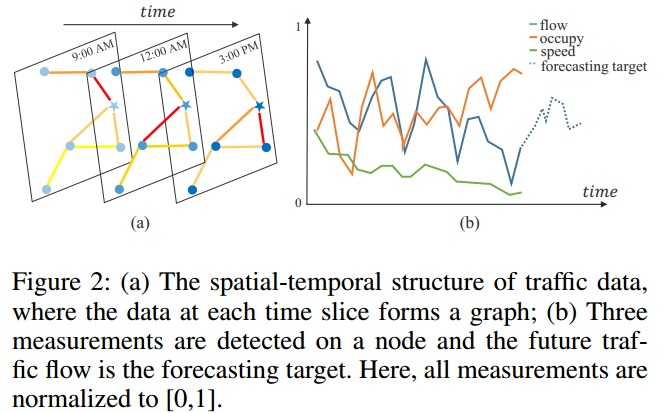 time
9:00 AM
12:00 AM
3:00 PM
(a)
1
flow
occupy
speed
forecasting target
0
time
(b)
Figure 2: (a) The spatial-temporal structure of traffic data,
where the data at each time slice forms a graph; (b) Three
measurements are detected on a node and the future traf-
fic flow is the forecasting target. Here, all measurements are
normalized to [0,1].